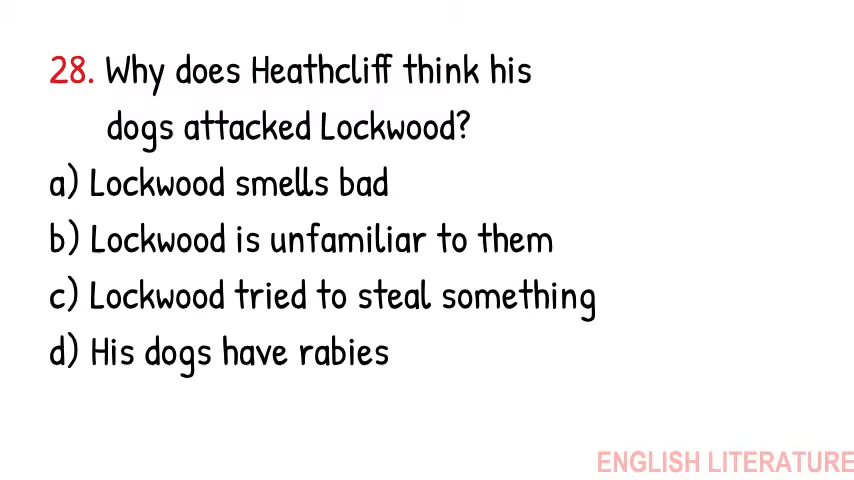 28. Why does Heathcliff think his
dogs attacked Lockwood?
a) Lockwood smells bad
b) Lockwood is unfamiliar to them
c) Lockwood tried to steal something
d) His dogs have rabies
ENGLISH LITERATURE